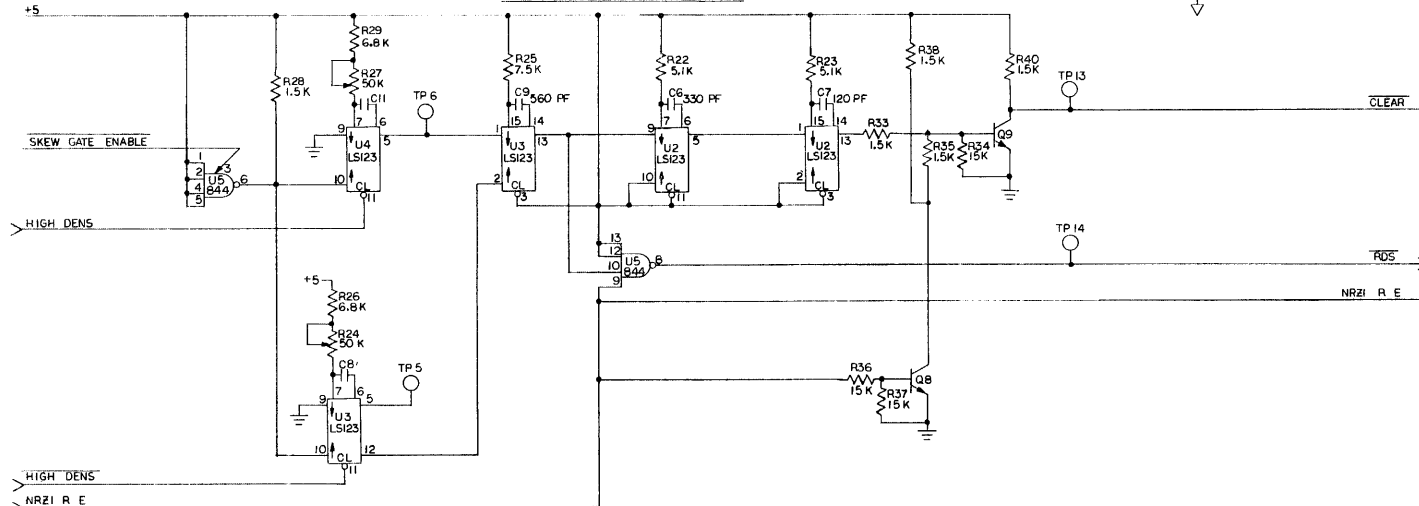 +5
R29
6.8K
R27
50K
R28
1.5K
C11
7 6
9
U4
5
LS123
10
CL
11
TP 6
R25
7.5K
C9 560 PF
15 14
1
U3
13
LS123
2
CL
3
R22
5.1K
C6 330 PF
7 6
9
U2
5
LS123
10
CL
11
R23
5.1K
C7 120 PF
15 14
1
U2
13
LS123
2
CL
3
R33
1.5K
R38
1.5K
R35
1.5K
R34
15K
R40
1.5K
Q9
TP 13
CLEAR
SKEW GATE ENABLE
1
2
3
4
5
U5
844
6
HIGH DENS
13
12
10
9
U5
844
8
TP 14
RDS
NRZI R E
+5
R26
6.8K
R24
50K
C8
7 6
9
U3
5
LS123
10
CL
12
11
TP 5
R36
15K
R37
15K
Q8
HIGH DENS
NRZI R E